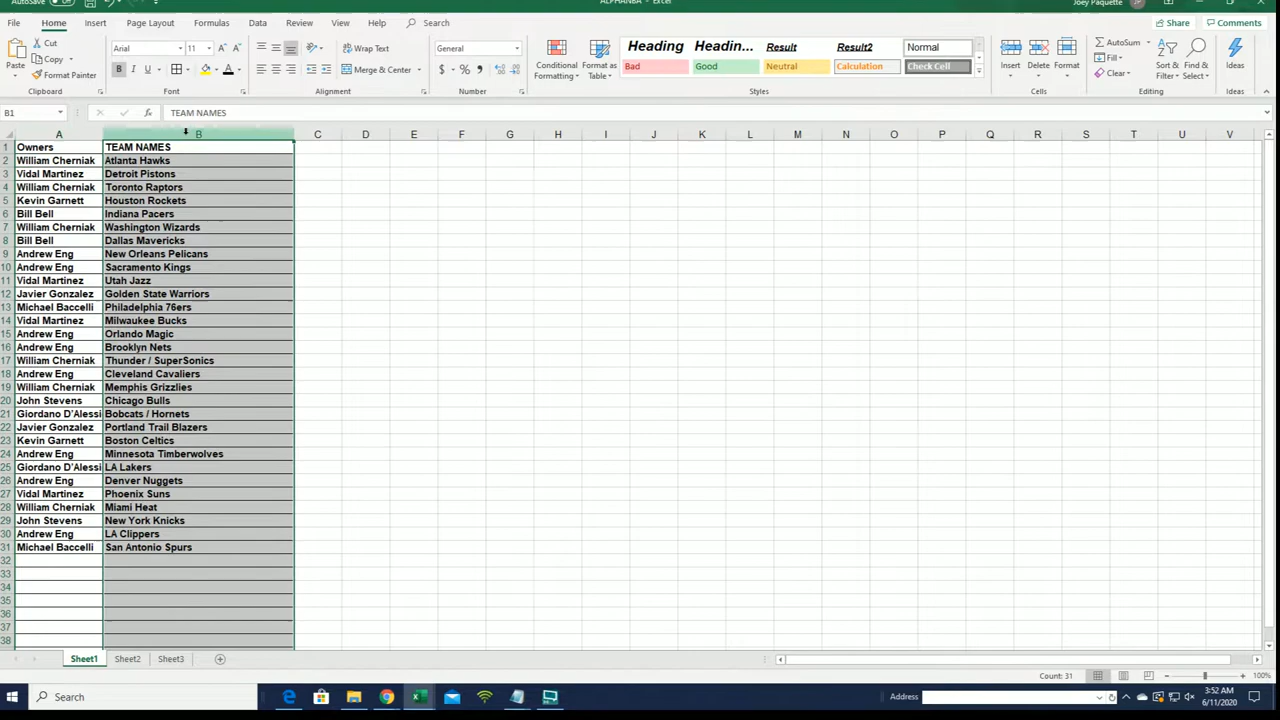 AutoSave
ALPHANBA - Excel
Joey Paquette
JP
File Home Insert Page Layout Formulas Data Review View Help Search
Share Comments
Paste
Cut
Copy
Format Painter
Clipboard
Arial 11
B I U
Font
Wrap Text
Merge & Center
Alignment
General
$ % ,
Number
Conditional Formatting
Format as Table
Heading Headin... Result Result2 Normal
Bad Good Neutral Calculation Check Cell
Styles
Insert Delete Format
Cells
AutoSum
Fill
Clear
Sort & Filter
Find & Select
Editing
Ideas
Ideas
B1 fx TEAM NAMES
A B C D E F G H I J K L M N O P Q R S T U V
1 Owners TEAM NAMES
2 William Cherniak Atlanta Hawks
3 Vidal Martinez Detroit Pistons
4 William Cherniak Toronto Raptors
5 Kevin Garnett Houston Rockets
6 Bill Bell Indiana Pacers
7 William Cherniak Washington Wizards
8 Bill Bell Dallas Mavericks
9 Andrew Eng New Orleans Pelicans
10 Andrew Eng Sacramento Kings
11 Vidal Martinez Utah Jazz
12 Javier Gonzalez Golden State Warriors
13 Michael Baccelli Philadelphia 76ers
14 Vidal Martinez Milwaukee Bucks
15 Andrew Eng Orlando Magic
16 Andrew Eng Brooklyn Nets
17 William Cherniak Thunder / SuperSonics
18 Andrew Eng Cleveland Cavaliers
19 William Cherniak Memphis Grizzlies
20 John Stevens Chicago Bulls
21 Giordano D'Alessi Bobcats / Hornets
22 Javier Gonzalez Portland Trail Blazers
23 Kevin Garnett Boston Celtics
24 Andrew Eng Minnesota Timberwolves
25 Giordano D'Alessi LA Lakers
26 Andrew Eng Denver Nuggets
27 Vidal Martinez Phoenix Suns
28 William Cherniak Miami Heat
29 John Stevens New York Knicks
30 Andrew Eng LA Clippers
31 Michael Baccelli San Antonio Spurs
32
33
34
35
36
37
38
Sheet1 Sheet2 Sheet3
Count: 31 100%
Search
Address
3:52 AM
6/11/2020